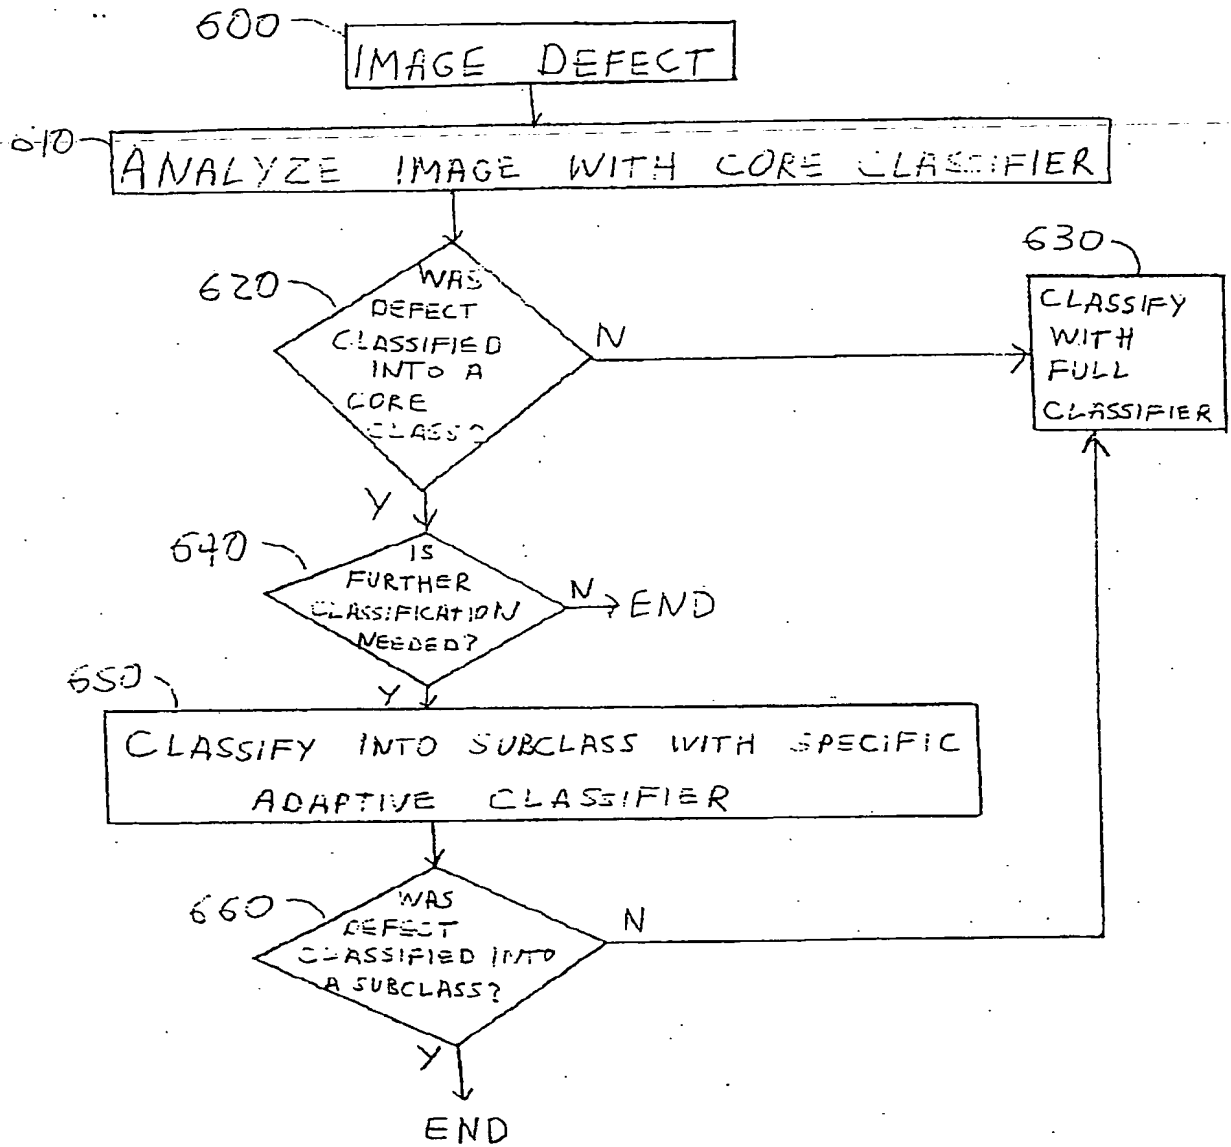 600
IMAGE DEFECT
610
ANALYZE IMAGE WITH CORE CLASSIFIER
620
WAS
DEFECT
CLASSIFIED
INTO A
CORE
CLASS?
N
630
CLASSIFY
WITH
FULL
CLASSIFIER
Y
640
IS
FURTHER
CLASSIFICATION
NEEDED?
N
END
Y
650
CLASSIFY INTO SUBCLASS WITH SPECIFIC
ADAPTIVE CLASSIFIER
660
WAS
DEFECT
CLASSIFIED INTO
A SUBCLASS?
N
Y
END